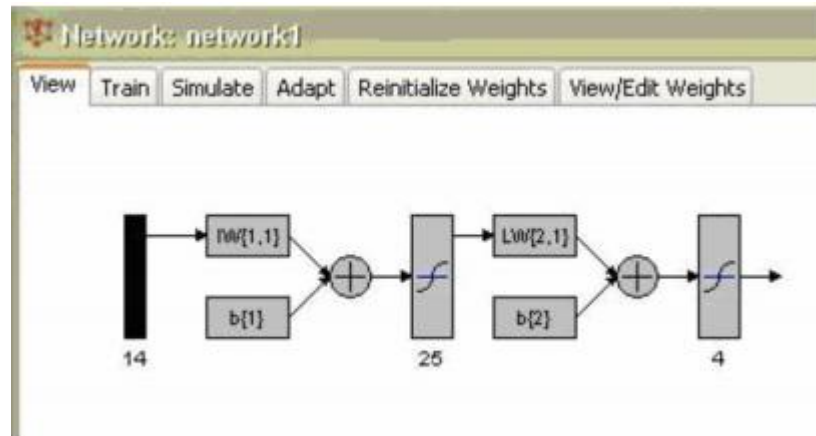 Network: network1
View Train Simulate Adapt Reinitialize Weights View/Edit Weights
IW{1,1} LW{2,1}
b{1} b{2}
14 25 4